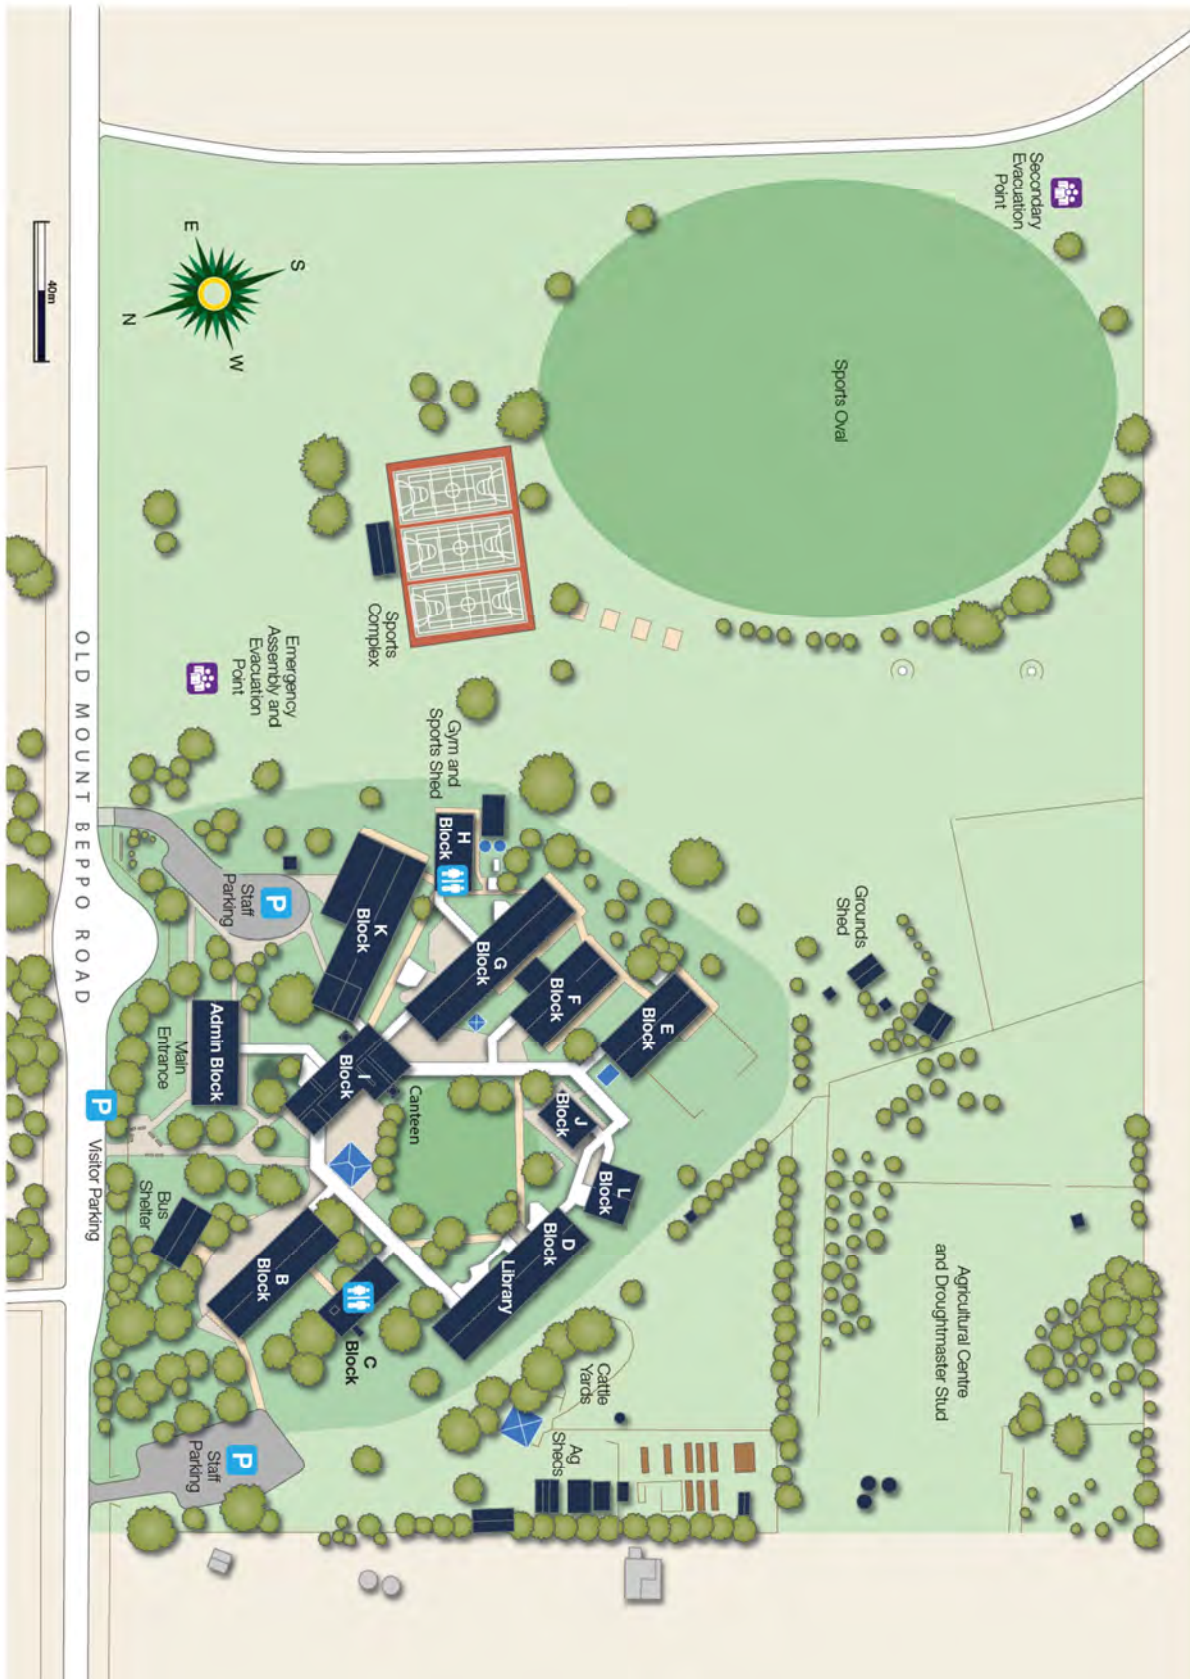 Secondary
Evacuation
Point
Agricultural Centre
and Droughtmaster Stud
Grounds
Shed
Sports Oval
E
Block
L
Block
Cattle
Yards
F
Block
J
Block
D
Block
Library
Ag
Sheds
G
Block
H
Block
Gym and
Sports Shed
Canteen
Sports
Complex
K
Block
I
Block
C
Block
Emergency
Assembly and
Evacuation
Point
B
Block
S
E
W
N
P
Staff
Parking
Admin Block
Main
Entrance
Bus
Shelter
P
Staff
Parking
P
Visitor Parking
OLD MOUNT BEPPO ROAD
40m